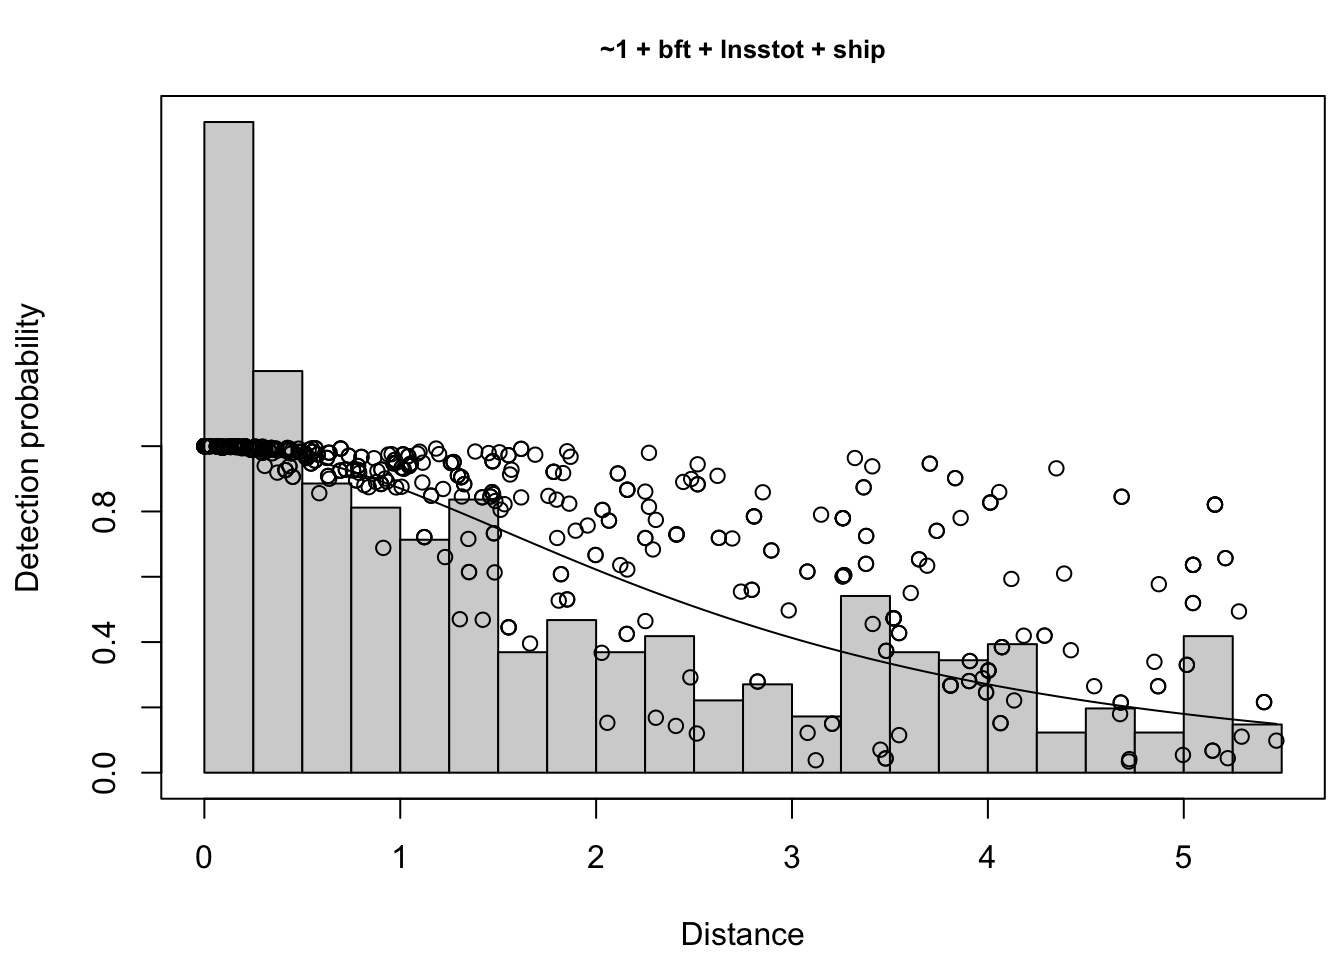 ~1 + bft + lnsstot + ship
Detection probability
0.8
0.4
0.0
0 1 2 3 4 5
Distance